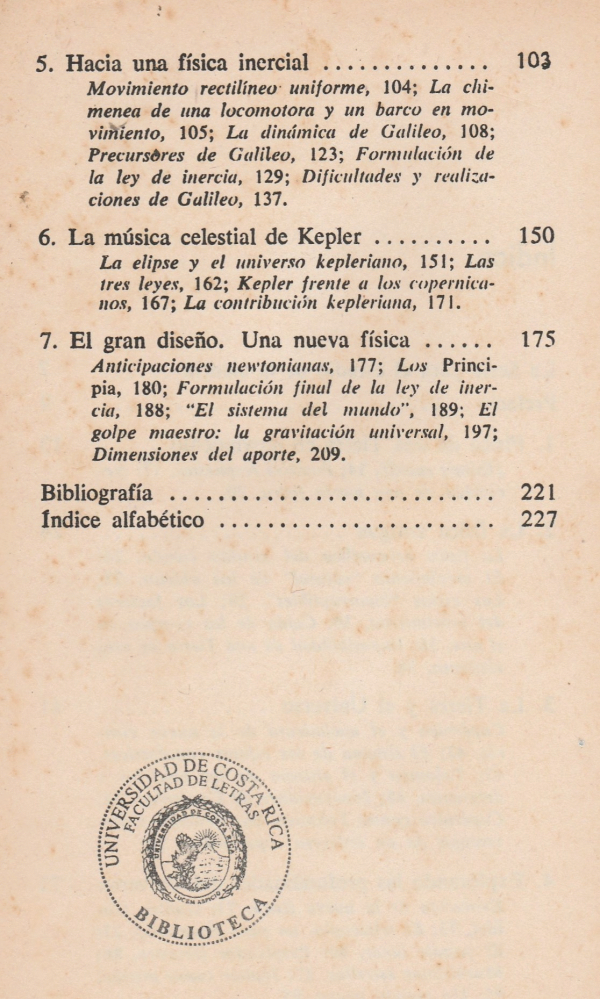 5. Hacia una física inercial .............. 103
Movimiento rectilíneo uniforme, 104; La chi-
menea de una locomotora y un barco en mo-
vimiento, 105; La dinámica de Galileo, 108;
Precursores de Galileo, 123; Formulación de
la ley de inercia, 129; Dificultades y realiza-
ciones de Galileo, 137.
6. La música celestial de Kepler .......... 150
La elipse y el universo kepleriano, 151; Las
tres leyes, 162; Kepler frente a los copernica-
nos, 167; La contribución kepleriana, 171.
7. El gran diseño. Una nueva física ...... 175
Anticipaciones newtonianas, 177; Los Princi-
pia, 180; Formulación final de la ley de iner-
cia, 188; "El sistema del mundo", 189; El
golpe maestro: la gravitación universal, 197;
Dimensiones del aporte, 209.
Bibliografía ........................... 221
Índice alfabético ....................... 227
UNIVERSIDAD DE COSTA RICA
FACULTAD DE LETRAS
UNIVERSIDAD DE COSTA RICA
LUCEM ASPICIO
BIBLIOTECA